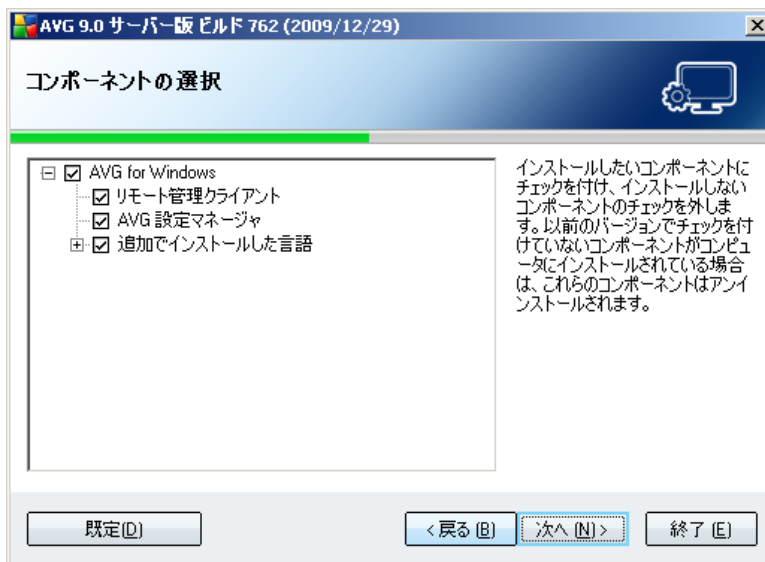 AVG 9.0 サーバー版 ビルド 762 (2009/12/29)
コンポーネントの選択
AVG for Windows
リモート管理クライアント
AVG 設定マネージャ
追加でインストールした言語
インストールしたいコンポーネントに
チェックを付け、インストールしない
コンポーネントのチェックを外しま
す。以前のバージョンでチェックを付
けていないコンポーネントがコンピュ
ータにインストールされている場合
は、これらのコンポーネントはアンイ
ンストールされます。
既定(D)
< 戻る (B)
次へ (N) >
終了 (E)